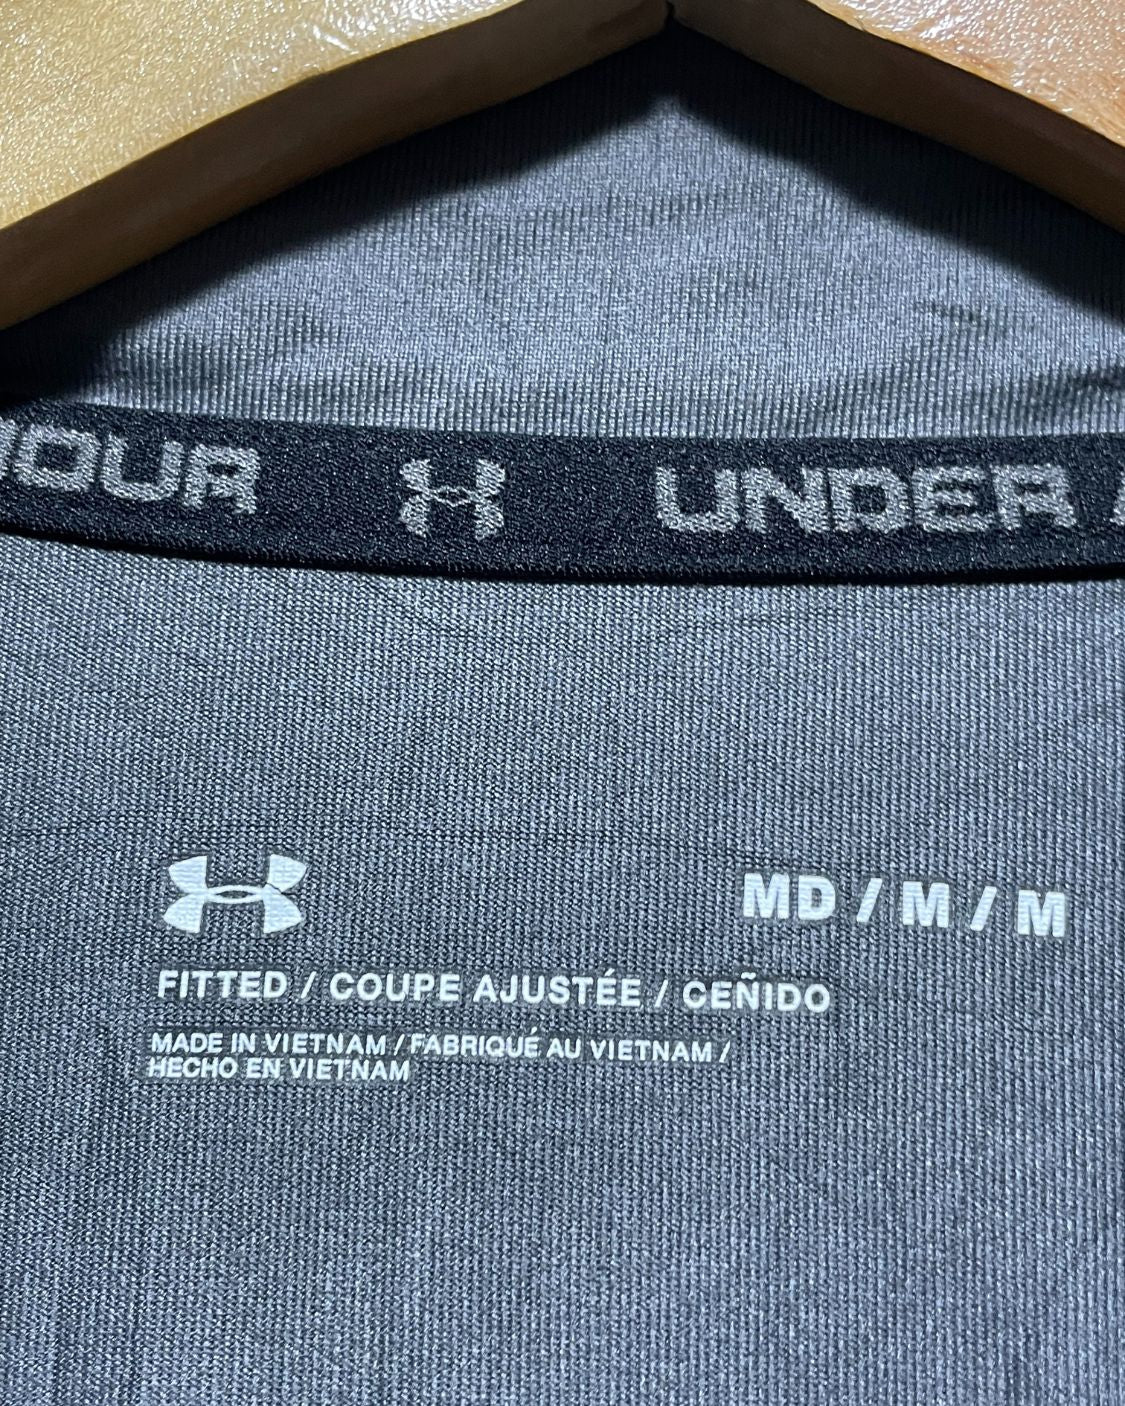 OUR UNDER A
MD / M / M
FITTED / COUPE AJUSTÉE / CEÑIDO
MADE IN VIETNAM / FABRIQUÉ AU VIETNAM /
HECHO EN VIETNAM